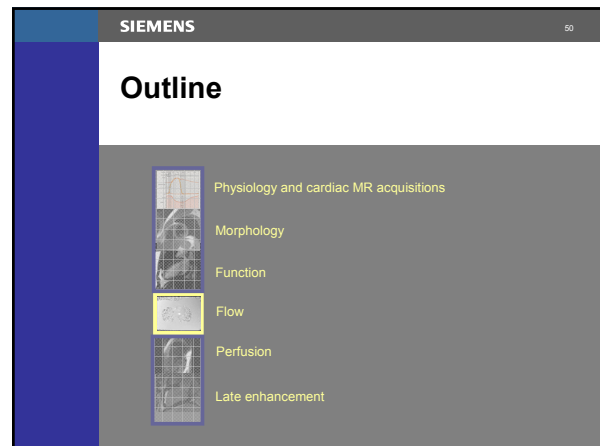 SIEMENS
50
Outline
Physiology and cardiac MR acquisitions
Morphology
Function
Flow
Perfusion
Late enhancement